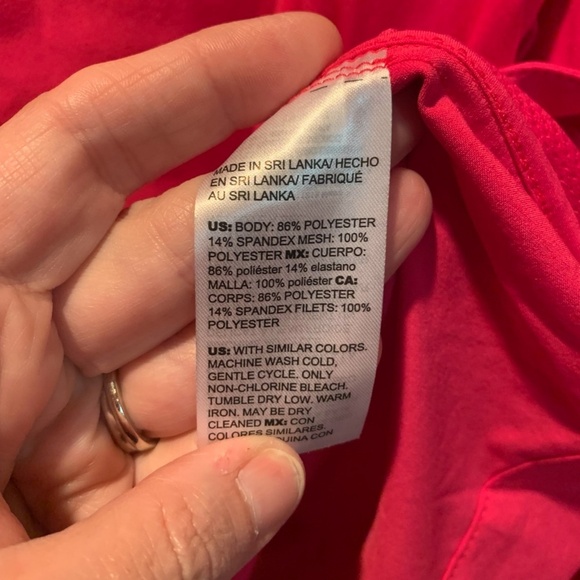 MADE IN SRI LANKA/ HECHO
EN SRI LANKA/ FABRIQUÉ
AU SRI LANKA
US: BODY: 86% POLYESTER
14% SPANDEX MESH: 100%
POLYESTER MX: CUERPO:
86% poliéster 14% elastano
MALLA: 100% poliéster CA:
CORPS: 86% POLYESTER
14% SPANDEX FILETS: 100%
POLYESTER
US: WITH SIMILAR COLORS.
MACHINE WASH COLD,
GENTLE CYCLE. ONLY
NON-CHLORINE BLEACH.
TUMBLE DRY LOW. WARM
IRON. MAY BE DRY
CLEANED MX: CON
COLORES SIMILARES.
CON